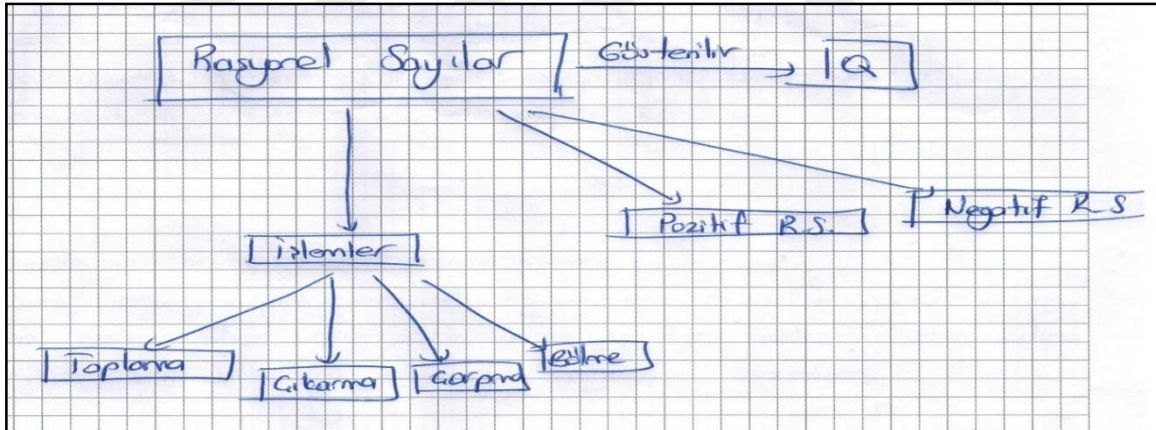 Rasyonel Sayılar
Gösterilir
Q
Pozitif R.S.
Negatif R S
İşlemler
Toplama
Çıkarma
Çarpma
Bölme